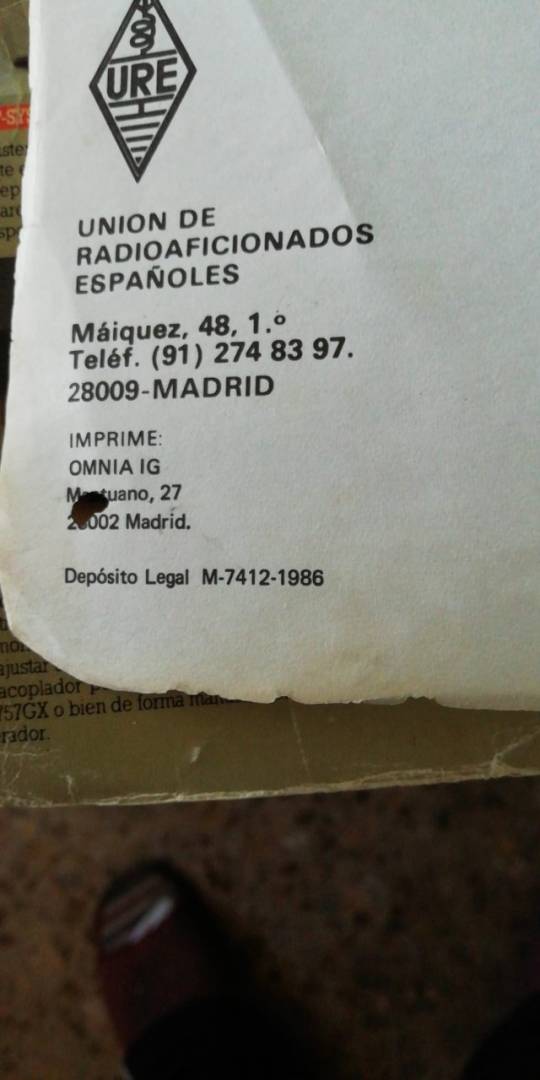 URE
UNION DE
RADIOAFICIONADOS
ESPAÑOLES
Máiquez, 48, 1.º
Teléf. (91) 274 83 97.
28009-MADRID
IMPRIME:
OMNIA IG
27
Madrid.
Depósito Legal M-7412-1986
ajustar
acoplador
757GX o bien de forma